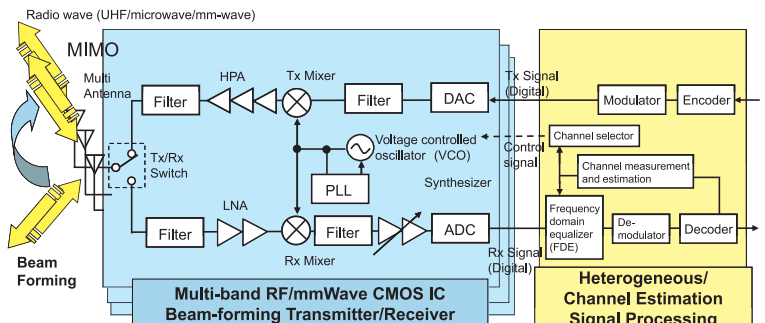 Radio wave (UHF/microwave/mm-wave)
MIMO
Multi
Antenna
HPA
Tx Mixer
Filter
Filter
DAC
Tx Signal
(Digital)
Modulator
Encoder
Tx/Rx
Switch
Voltage controlled
oscillator (VCO)
PLL
Synthesizer
Control
signal
Channel selector
Channel measurement
and estimation
LNA
Filter
Rx Mixer
Filter
ADC
Rx Signal
(Digital)
Frequency
domain
equalizer
(FDE)
De-
modulator
Decoder
Beam
Forming
Multi-band RF/mmWave CMOS IC
Beam-forming Transmitter/Receiver
Heterogeneous/
Channel Estimation
Signal Processing